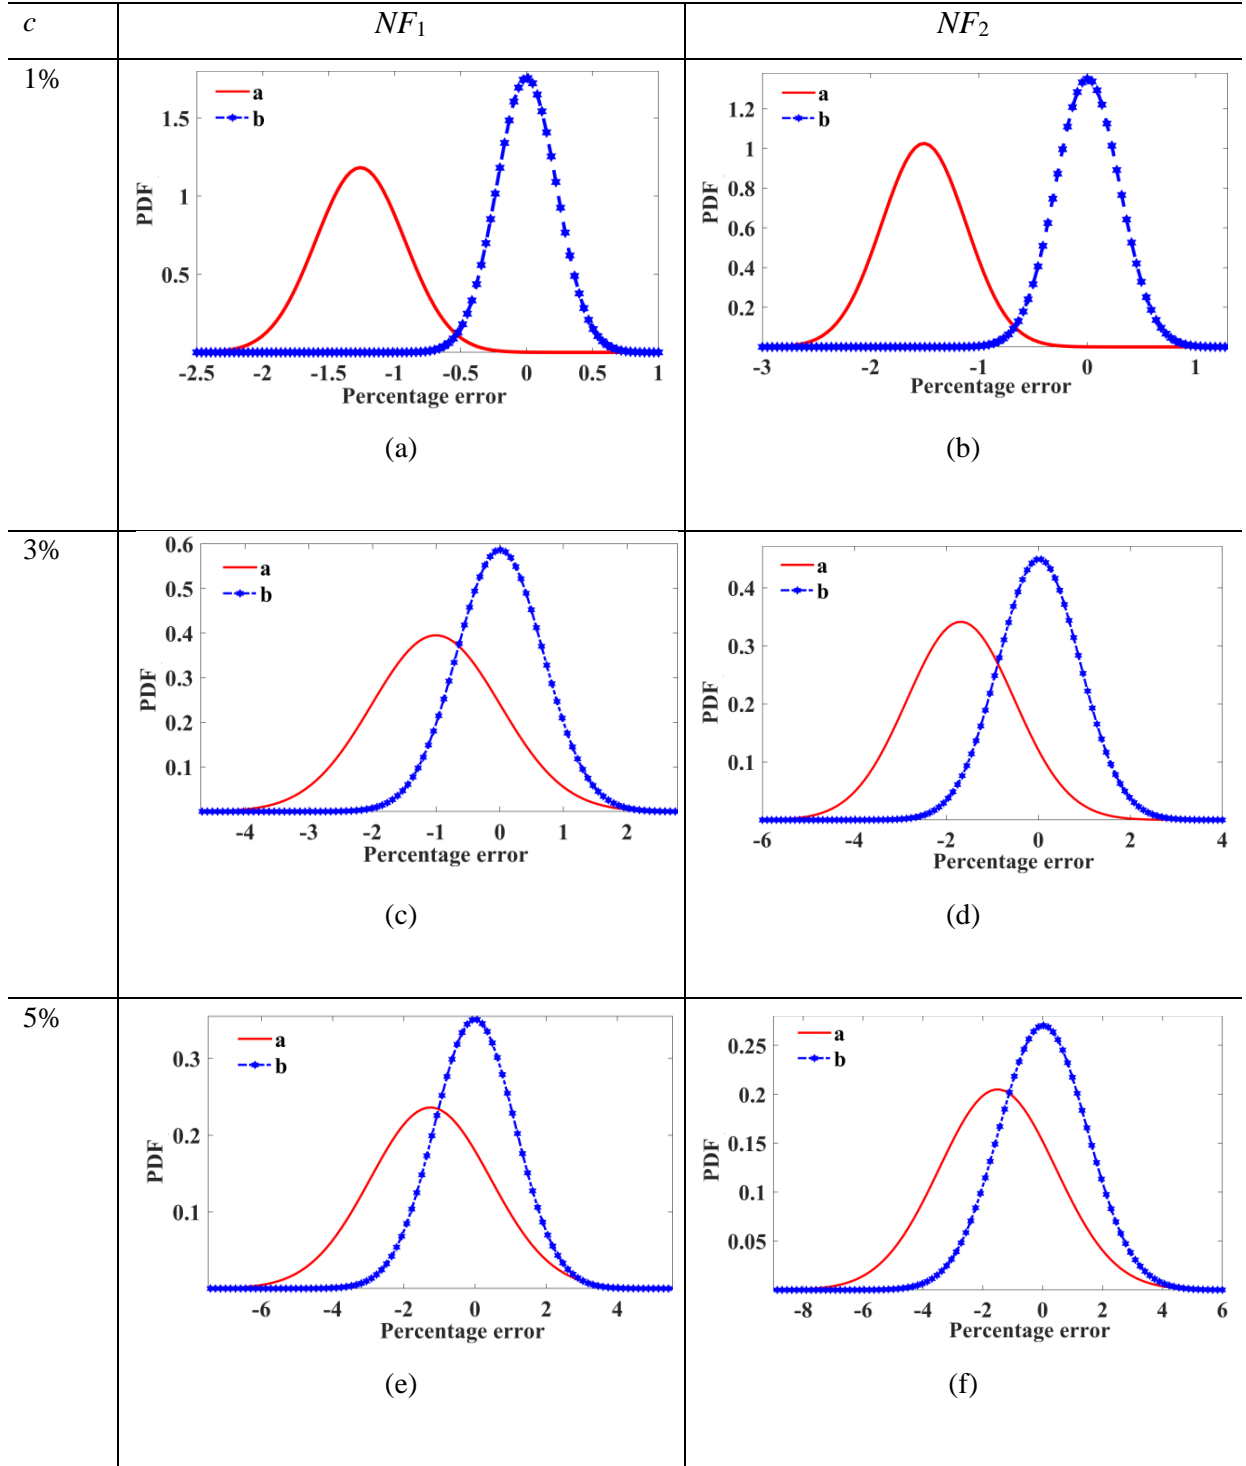 c NF1 NF2
1%
a
b
PDF
1.5
1
0.5
-2.5 -2 -1.5 -1 -0.5 0 0.5 1
Percentage error
(a)
a
b
PDF
1.2
1
0.8
0.6
0.4
0.2
-3 -2 -1 0 1
Percentage error
(b)
3%
a
b
PDF
0.6
0.5
0.4
0.3
0.2
0.1
-4 -3 -2 -1 0 1 2
Percentage error
(c)
a
b
PDF
0.4
0.3
0.2
0.1
-6 -4 -2 0 2 4
Percentage error
(d)
5%
a
b
PDF
0.3
0.2
0.1
-6 -4 -2 0 2 4
Percentage error
(e)
a
b
PDF
0.25
0.2
0.15
0.1
0.05
-8 -6 -4 -2 0 2 4 6
Percentage error
(f)